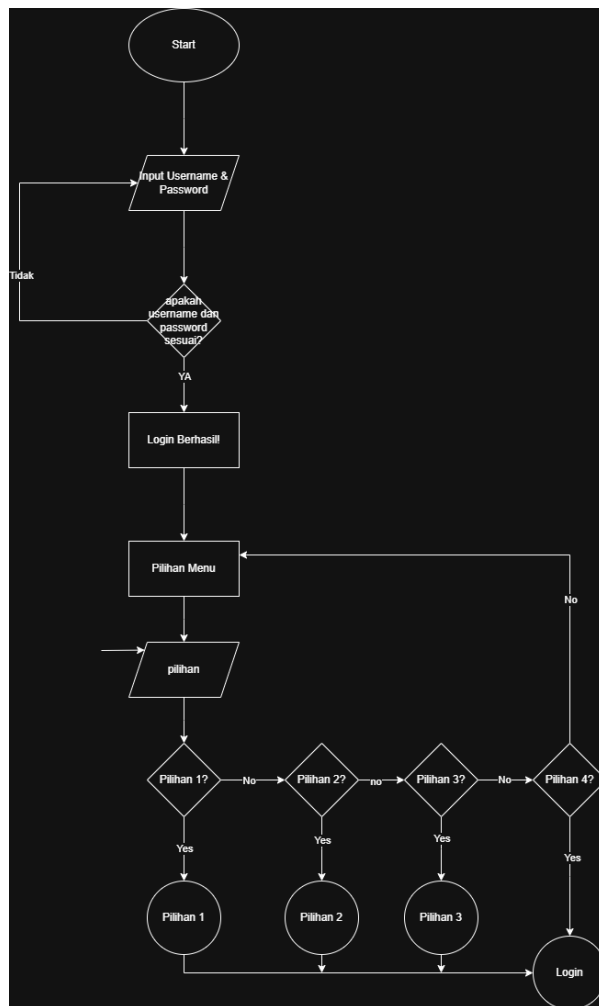 Start
Input Username &
Password
Tidak
apakah
username dan
password
sesuai?
YA
Login Berhasil!
Pilihan Menu
No
pilihan
Pilihan 1?
No
Pilihan 2?
no
Pilihan 3?
No
Pilihan 4?
Yes
Yes
Yes
Yes
Pilihan 1
Pilihan 2
Pilihan 3
Login